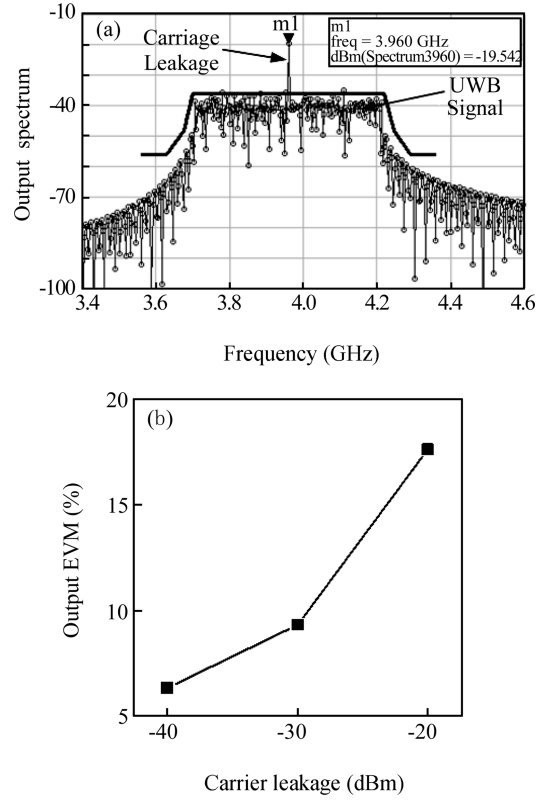 (a)
m1
m1
freq = 3.960 GHz
dBm(Spectrum3960) = -19.542
Carriage
Leakage
UWB
Signal
Output spectrum
-10
-40
-70
-100
3.4 3.6 3.8 4.0 4.2 4.4 4.6
Frequency (GHz)
(b)
Output EVM (%)
20
15
10
5
-40 -30 -20
Carrier leakage (dBm)